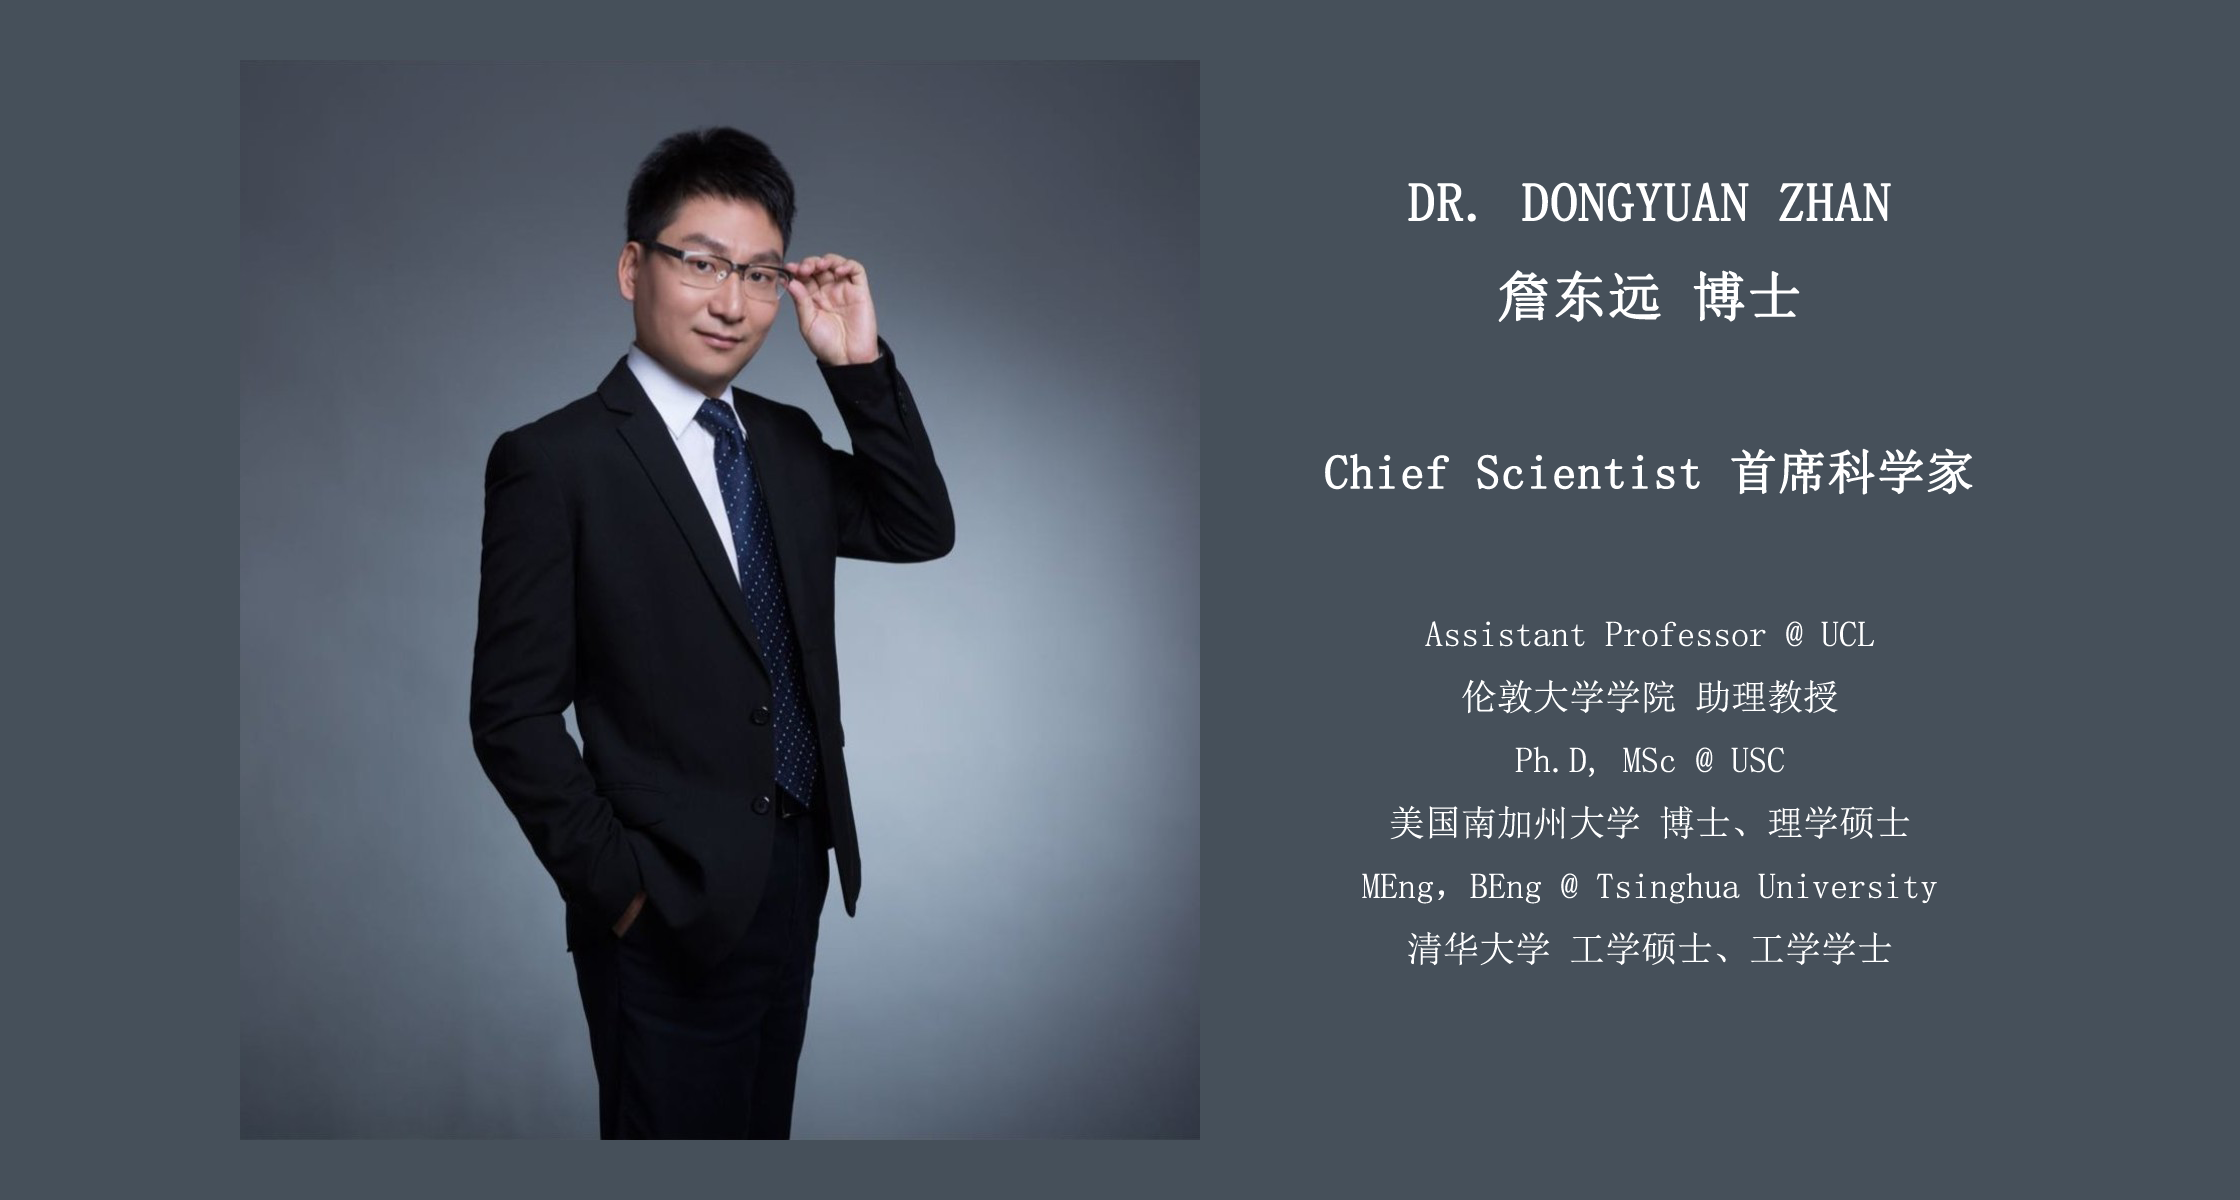 DR. DONGYUAN ZHAN
詹东远 博士
Chief Scientist 首席科学家
Assistant Professor @ UCL
伦敦大学学院 助理教授
Ph.D, MSc @ USC
美国南加州大学 博士、理学硕士
MEng, BEng @ Tsinghua University
清华大学 工学硕士、工学学士